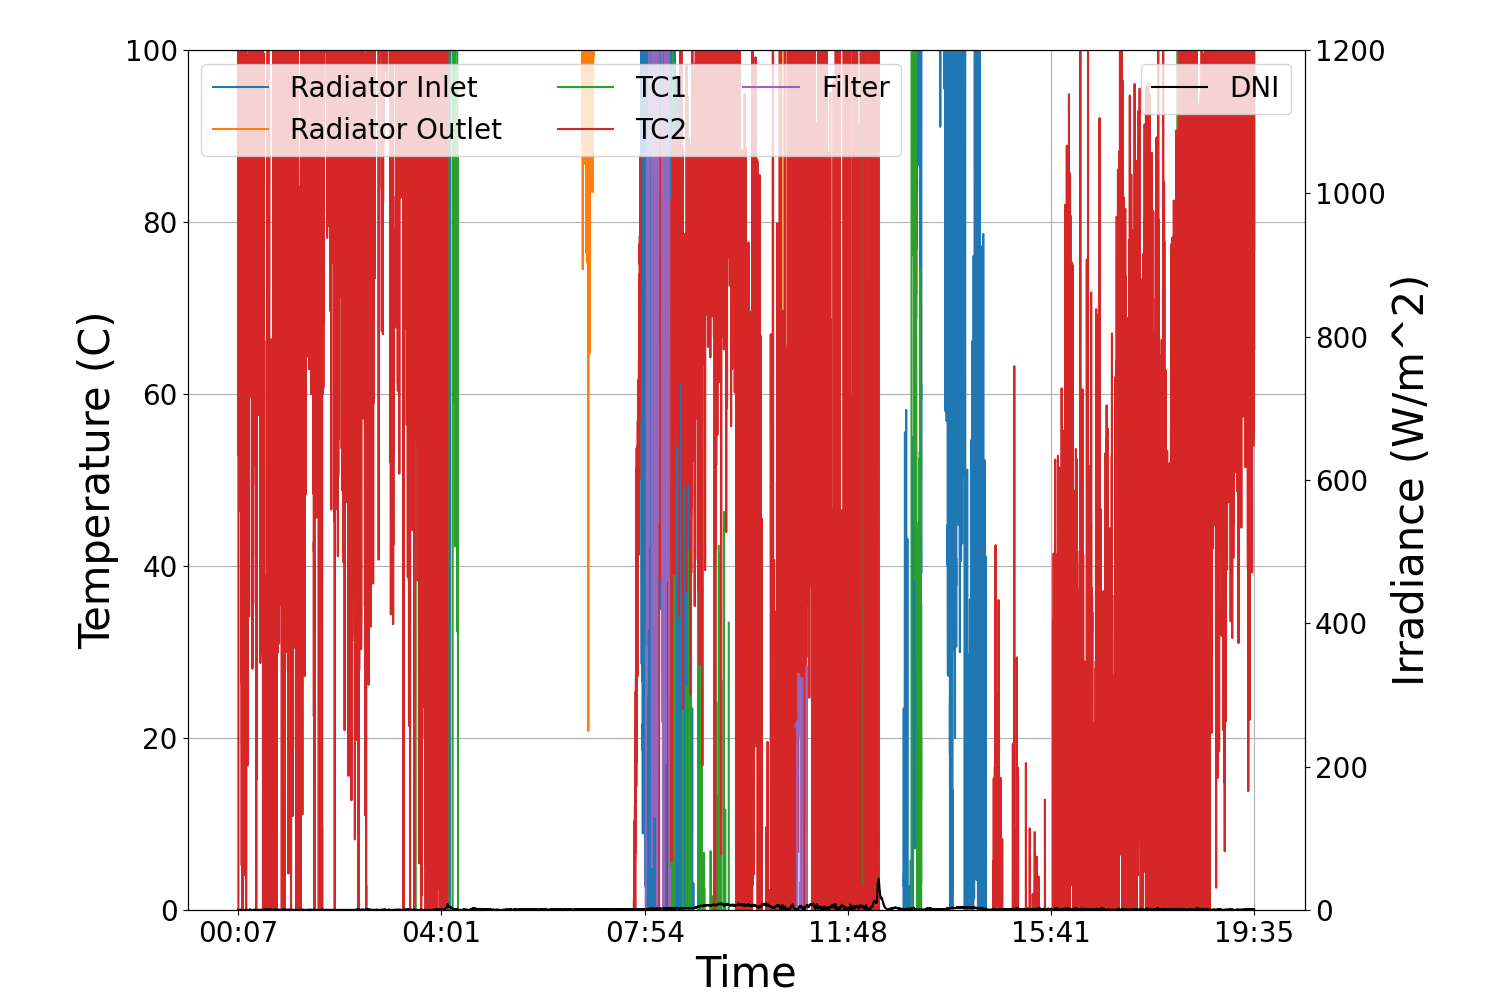 100
80
60
40
20
0
Temperature (C)
Radiator Inlet
Radiator Outlet
TC1
TC2
Filter
DNI
1200
1000
800
600
400
200
0
Irradiance (W/m^2)
00:07
04:01
07:54
11:48
15:41
19:35
Time